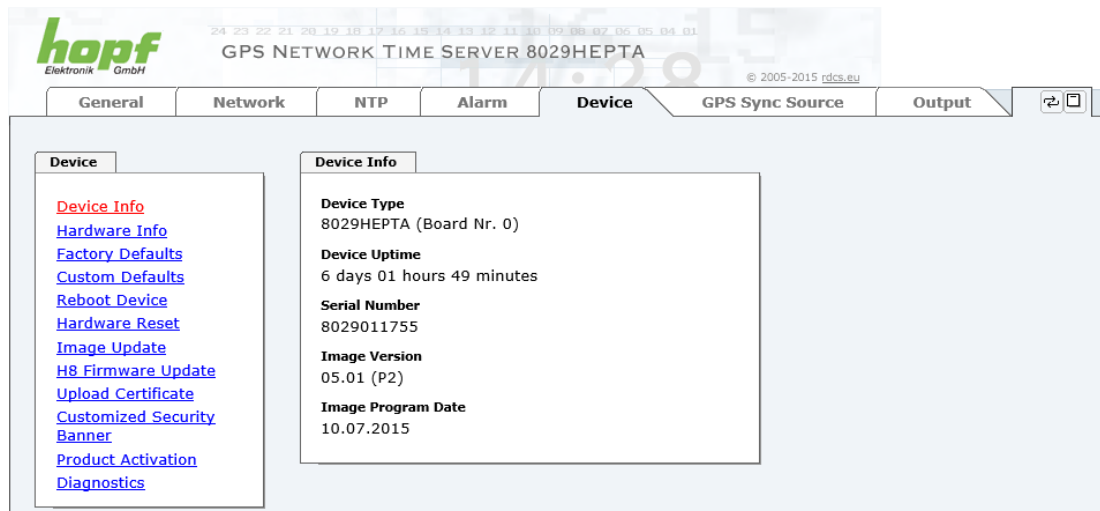 hopf
Elektronik GmbH
24 23 22 21 20 19 18 17 16 15 14 13 12 11 10 09 08 07 06 05 04 01
GPS NETWORK TIME SERVER 8029HEPTA
14:28
© 2005-2015 rdcs.eu
General Network NTP Alarm Device GPS Sync Source Output
Device
Device Info
Hardware Info
Factory Defaults
Custom Defaults
Reboot Device
Hardware Reset
Image Update
H8 Firmware Update
Upload Certificate
Customized Security
Banner
Product Activation
Diagnostics
Device Info
Device Type
8029HEPTA (Board Nr. 0)
Device Uptime
6 days 01 hours 49 minutes
Serial Number
8029011755
Image Version
05.01 (P2)
Image Program Date
10.07.2015